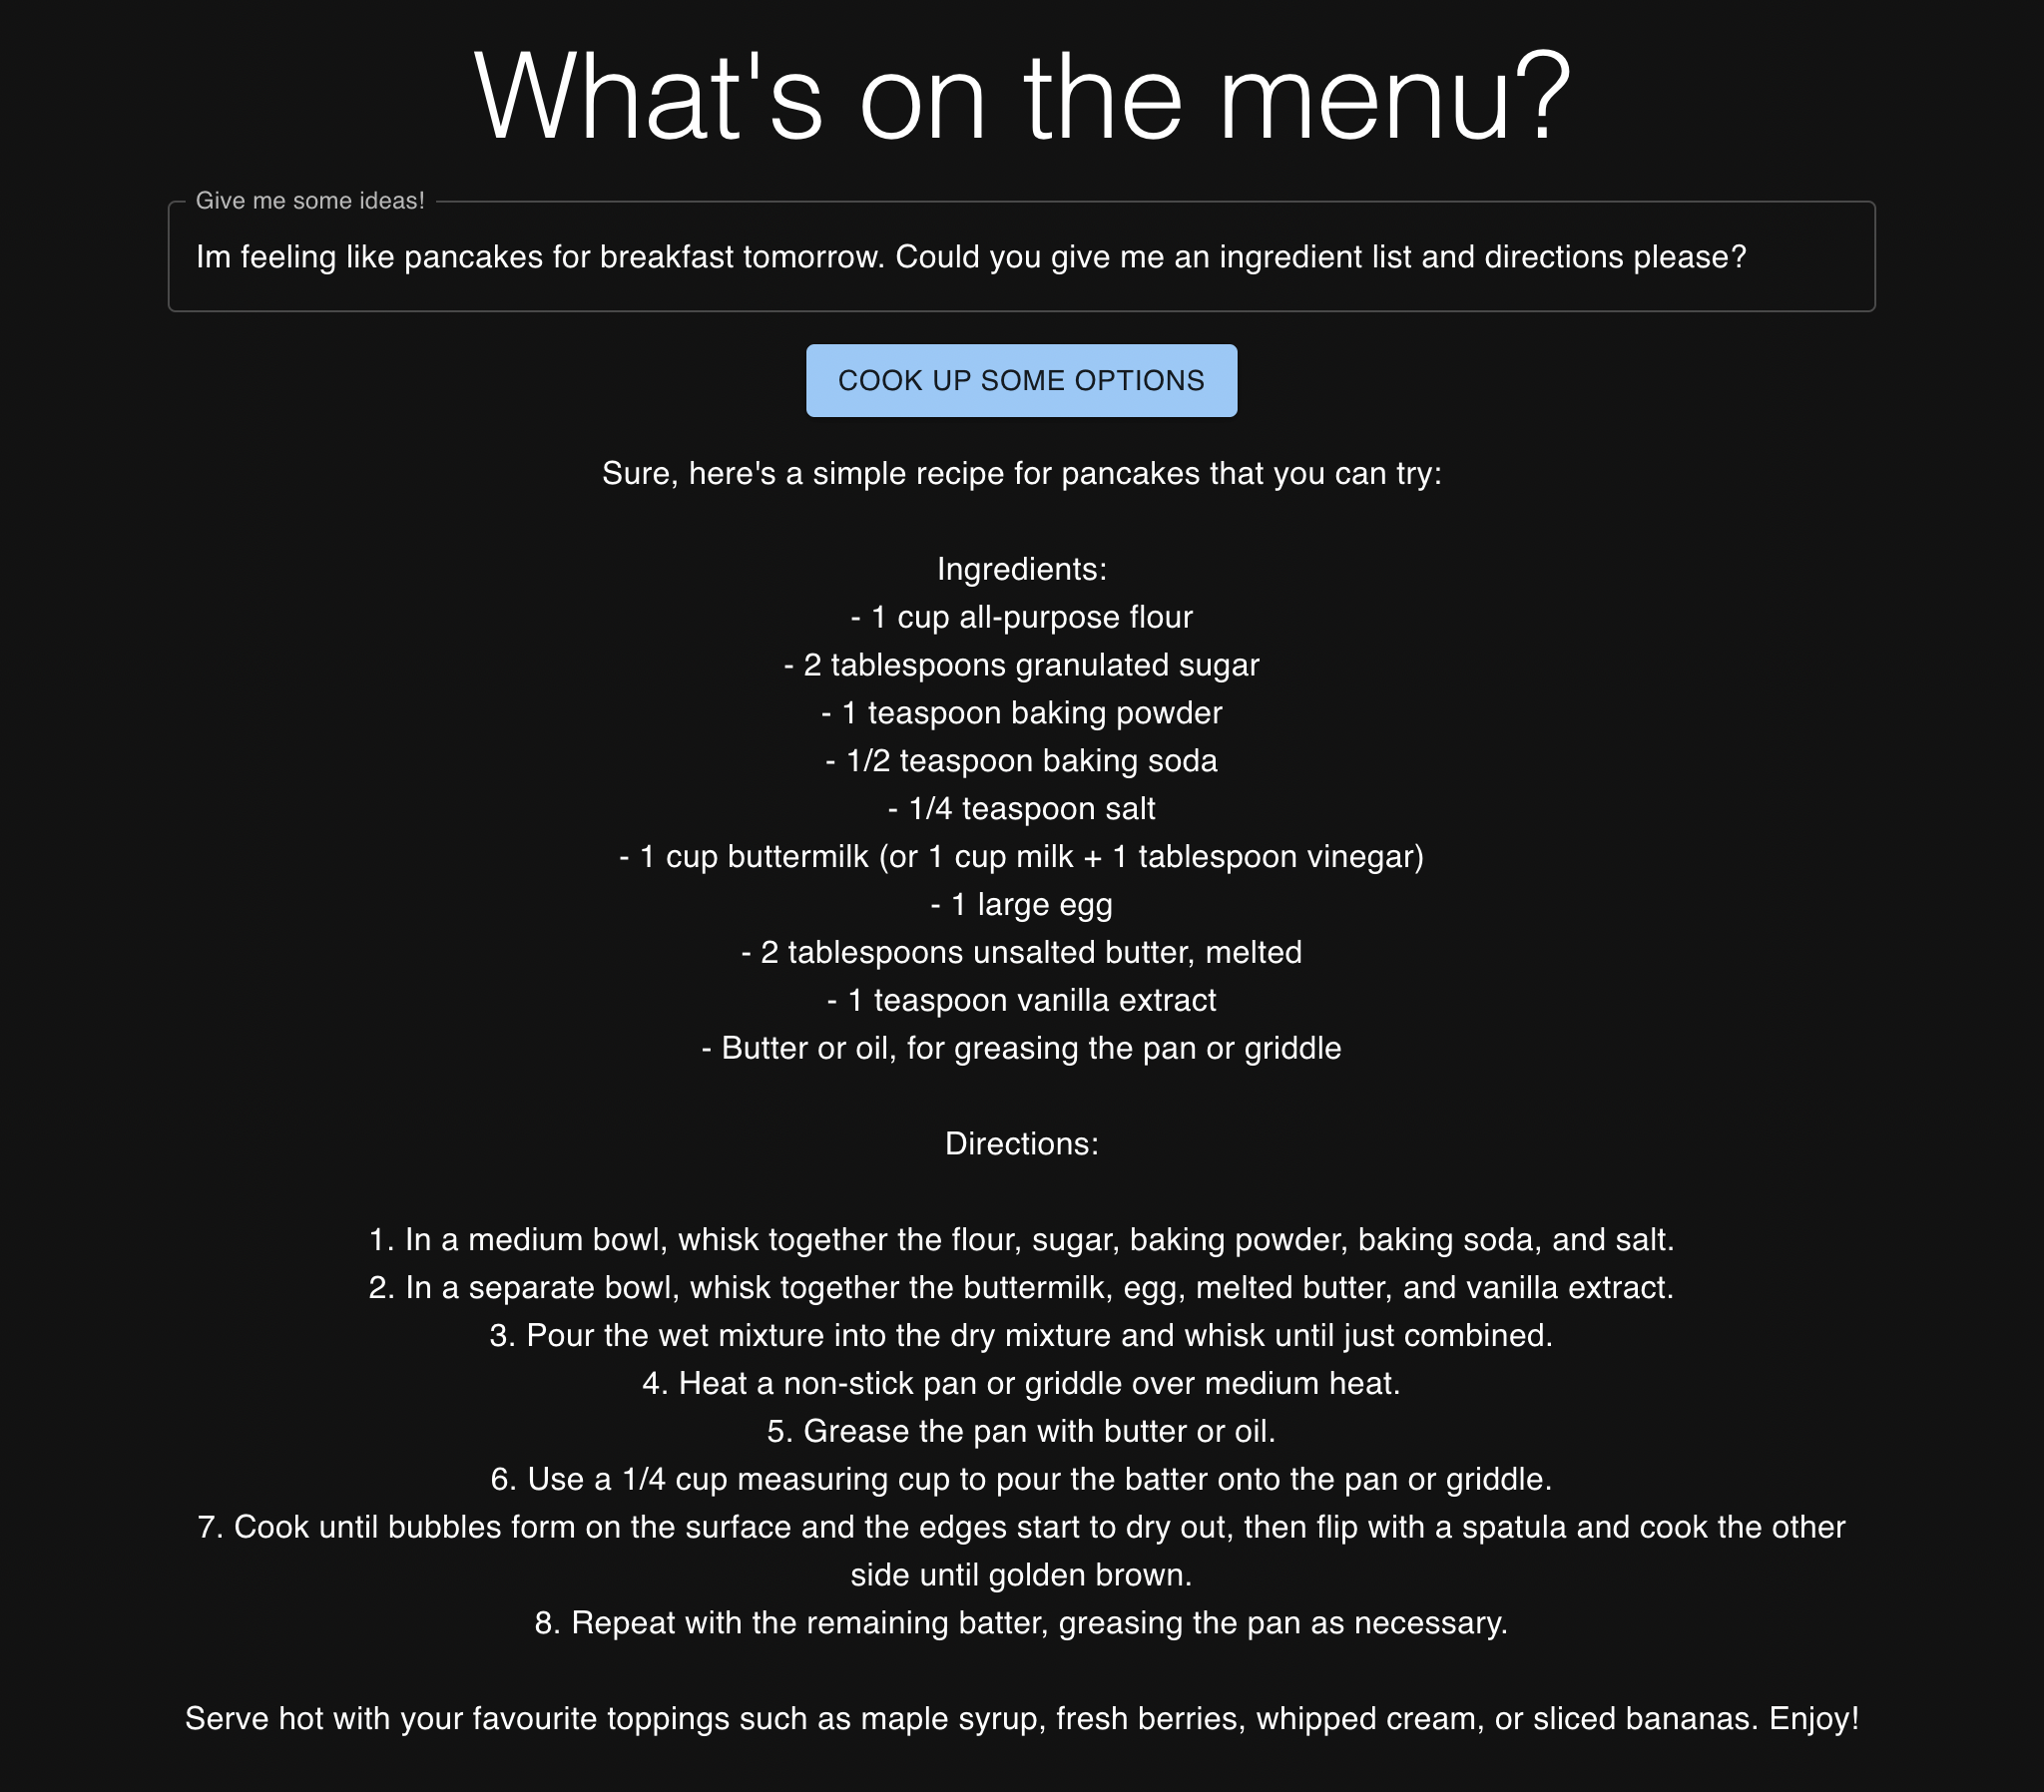 What's on the menu?
Give me some ideas!
Im feeling like pancakes for breakfast tomorrow. Could you give me an ingredient list and directions please?
COOK UP SOME OPTIONS
Sure, here's a simple recipe for pancakes that you can try:
Ingredients:
- 1 cup all-purpose flour
- 2 tablespoons granulated sugar
- 1 teaspoon baking powder
- 1/2 teaspoon baking soda
- 1/4 teaspoon salt
- 1 cup buttermilk (or 1 cup milk + 1 tablespoon vinegar)
- 1 large egg
- 2 tablespoons unsalted butter, melted
- 1 teaspoon vanilla extract
- Butter or oil, for greasing the pan or griddle
Directions:
1. In a medium bowl, whisk together the flour, sugar, baking powder, baking soda, and salt.
2. In a separate bowl, whisk together the buttermilk, egg, melted butter, and vanilla extract.
3. Pour the wet mixture into the dry mixture and whisk until just combined.
4. Heat a non-stick pan or griddle over medium heat.
5. Grease the pan with butter or oil.
6. Use a 1/4 cup measuring cup to pour the batter onto the pan or griddle.
7. Cook until bubbles form on the surface and the edges start to dry out, then flip with a spatula and cook the other
side until golden brown.
8. Repeat with the remaining batter, greasing the pan as necessary.
Serve hot with your favourite toppings such as maple syrup, fresh berries, whipped cream, or sliced bananas. Enjoy!